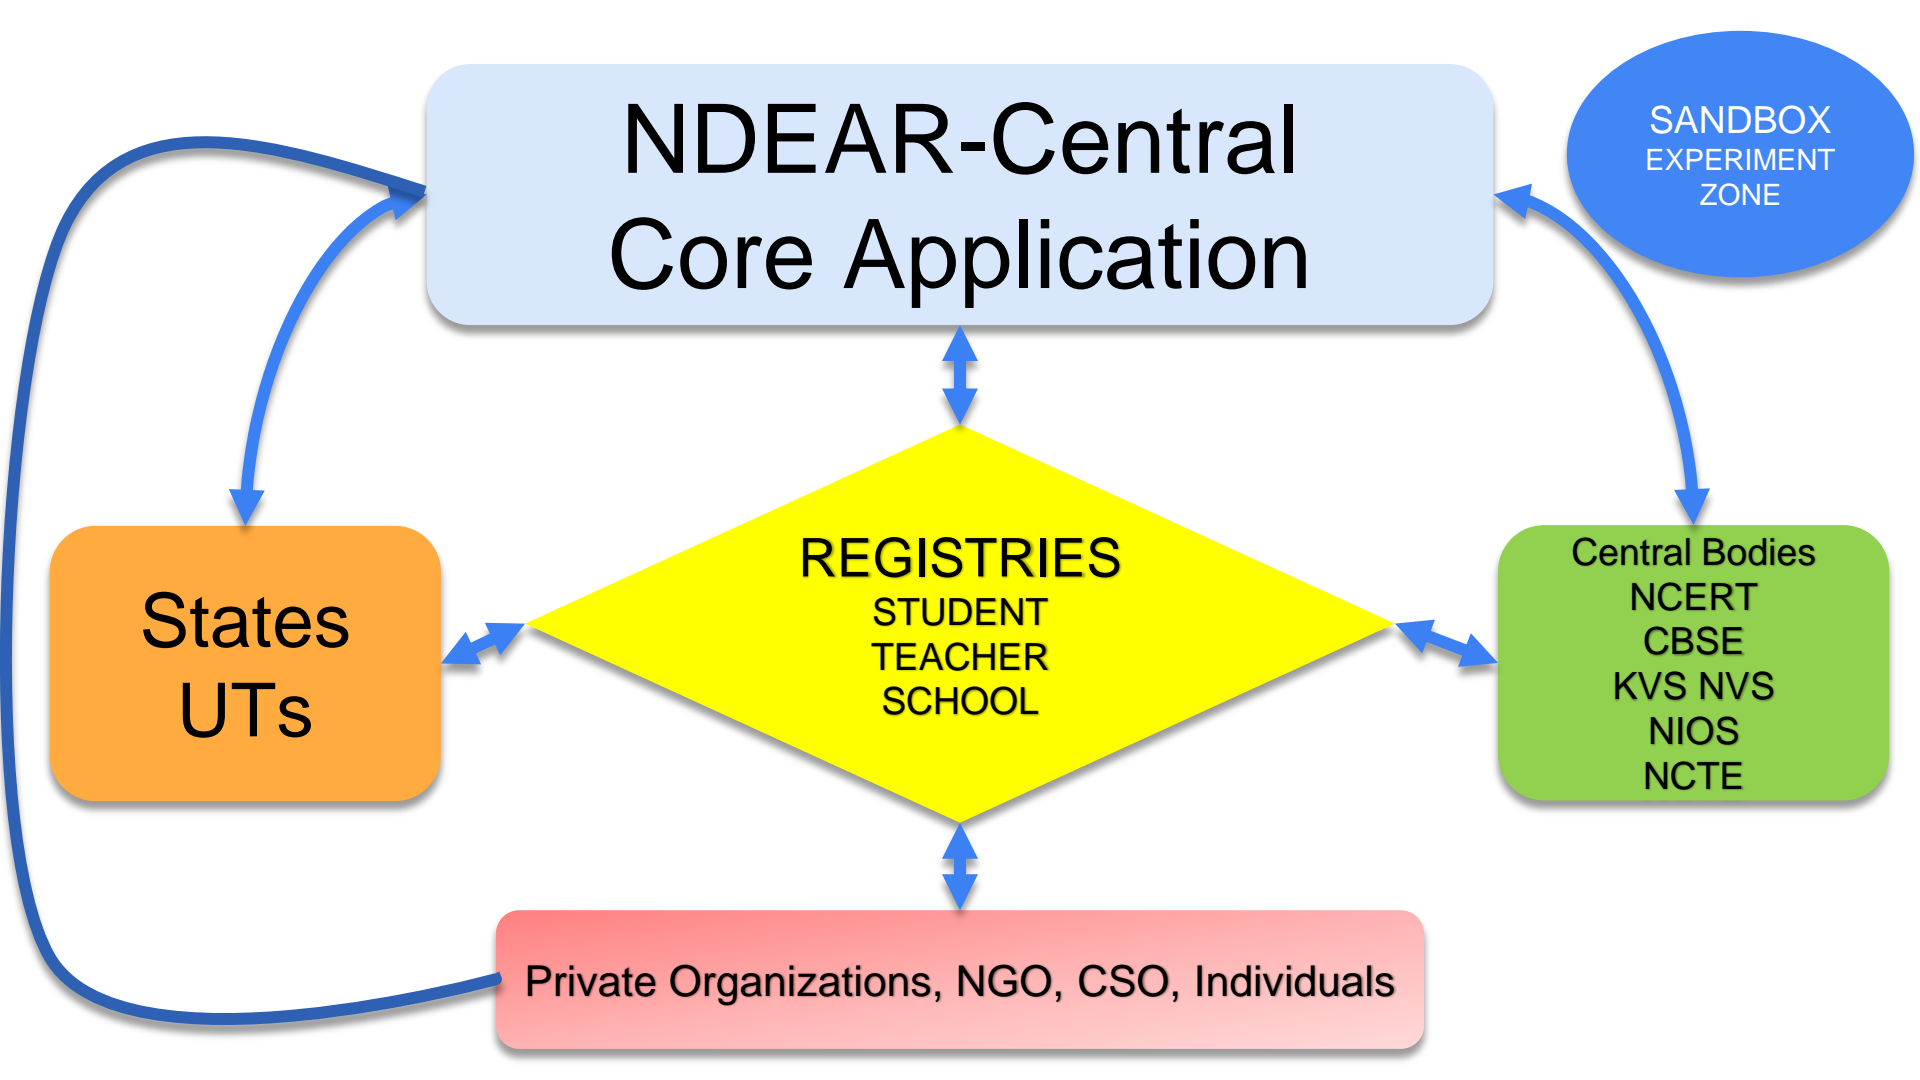 NDEAR-Central
Core Application
SANDBOX
EXPERIMENT
ZONE
States
UTs
REGISTRIES
STUDENT
TEACHER
SCHOOL
Central Bodies
NCERT
CBSE
KVS NVS
NIOS
NCTE
Private Organizations, NGO, CSO, Individuals